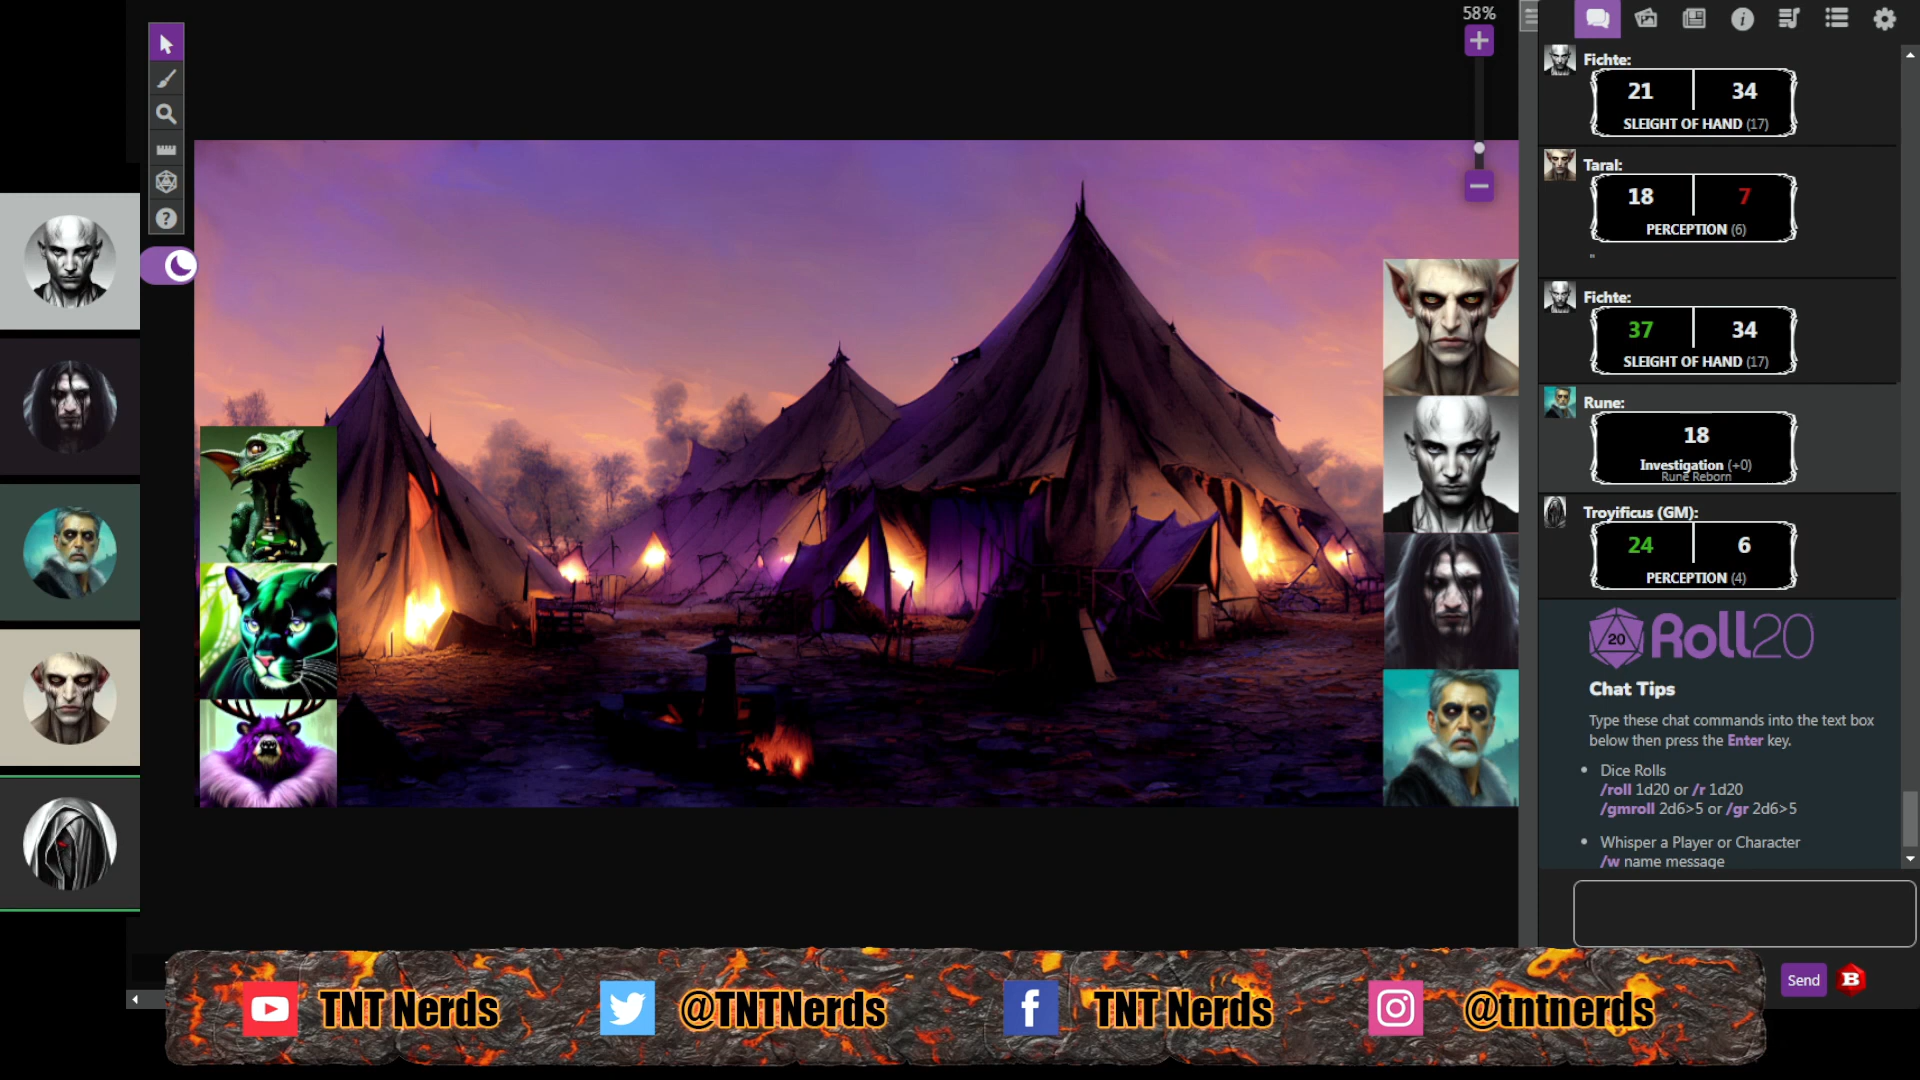 58%
Fichte:
21 34
SLEIGHT OF HAND (17)
Taral:
18 7
PERCEPTION (6)
"
Fichte:
37 34
SLEIGHT OF HAND (17)
Rune:
18
Investigation (+0)
Rune Reborn
Troyificus (GM):
24 6
PERCEPTION (4)
20 Roll20
Chat Tips
Type these chat commands into the text box
below then press the Enter key.
• Dice Rolls
/roll 1d20 or /r 1d20
/gmroll 2d6>5 or /gr 2d6>5
• Whisper a Player or Character
/w name message
Send B
TNT Nerds @TNTNerds f TNT Nerds @tntnerds